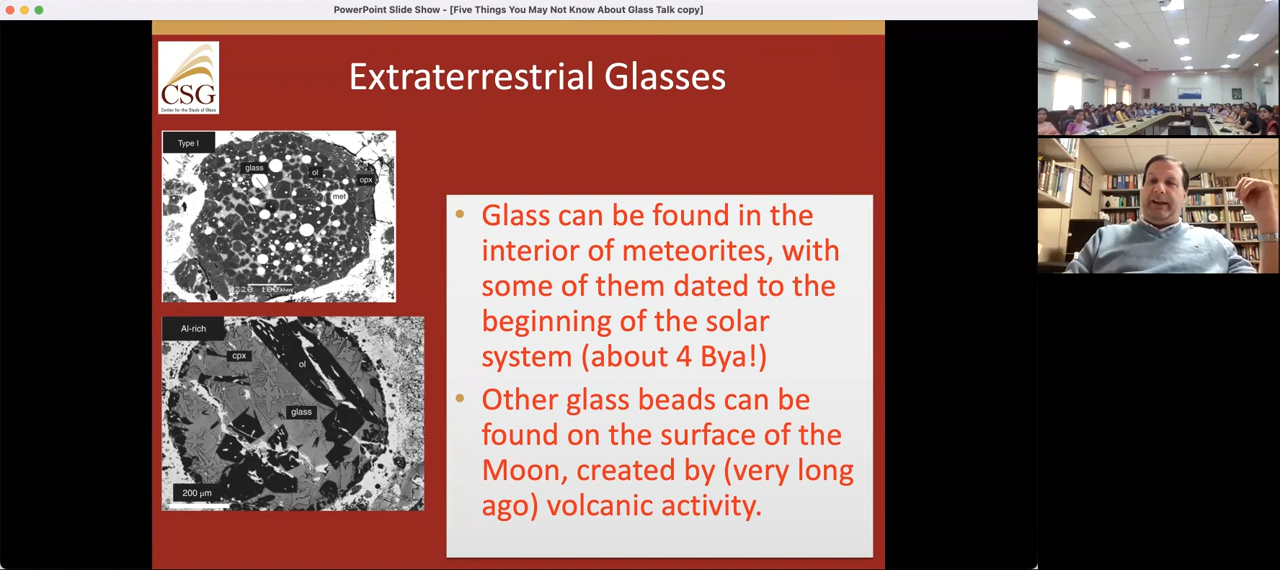 PowerPoint Slide Show - [Five Things You May Not Know About Glass Talk copy]
CSG
Center for the Study of Glass
Extraterrestrial Glasses
Type I
glass
ol
opx
met
Al-rich
cpx
ol
glass
200 µm
• Glass can be found in the
interior of meteorites, with
some of them dated to the
beginning of the solar
system (about 4 Bya!)
• Other glass beads can be
found on the surface of the
Moon, created by (very long
ago) volcanic activity.